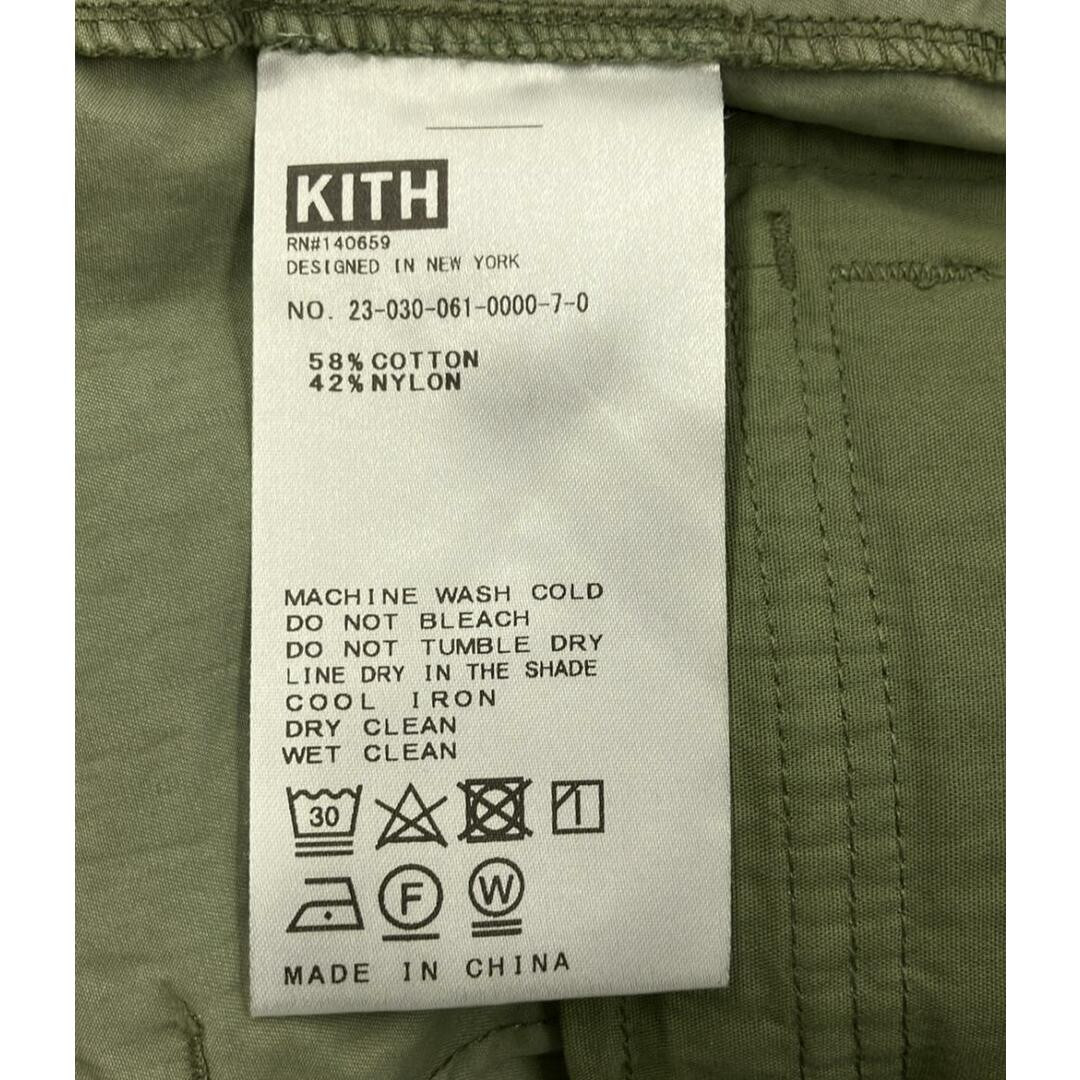 KITH
RN#140659
DESIGNED IN NEW YORK
NO. 23-030-061-0000-7-0
58% COTTON
42% NYLON
MACHINE WASH COLD
DO NOT BLEACH
DO NOT TUMBLE DRY
LINE DRY IN THE SHADE
COOL IRON
DRY CLEAN
WET CLEAN
30
F W
MADE IN CHINA